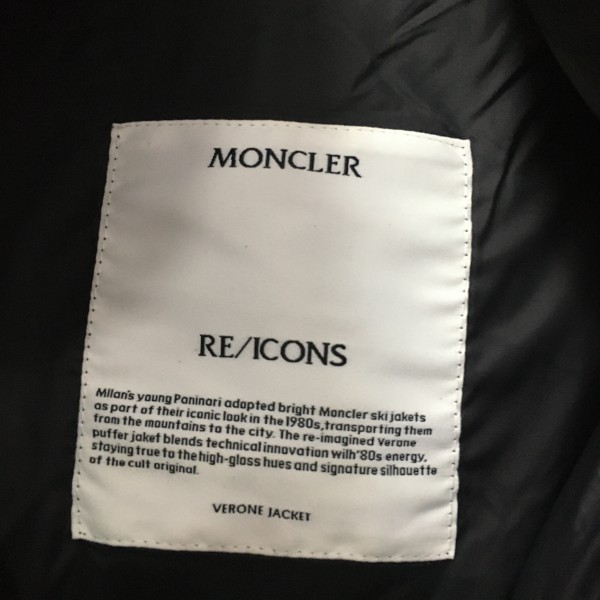 MONCLER
RE/ICONS
Milan's young Paninari adopted bright Moncler ski jakets
as part of their iconic look in the 1980s,transporting them
from the mountains to the city. The re-imagined Verone
puffer jaket blends technical innovation wilh'80s energy,
staying true to the high-gloss hues and signature silhouette
of the cult original.
VERONE JACKET